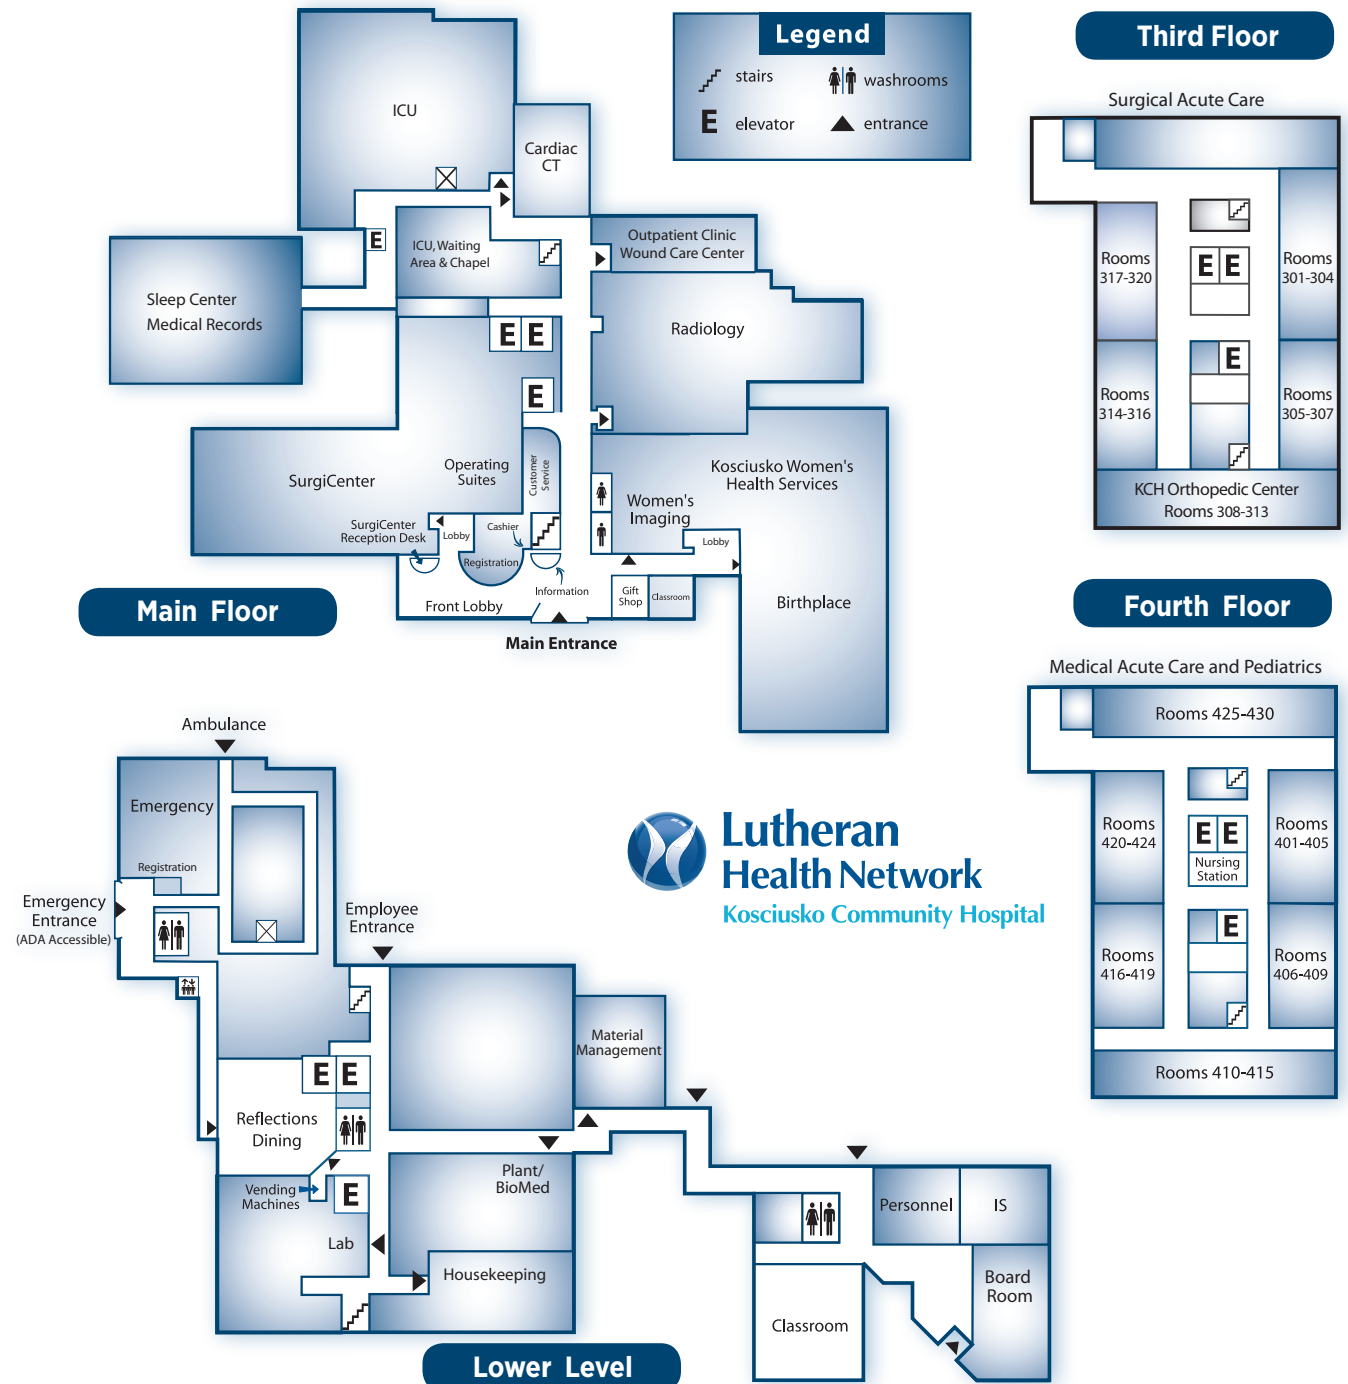 Legend
stairs
washrooms
E
elevator
entrance
ICU
Cardiac
CT
E
ICU, Waiting
Area & Chapel
Outpatient Clinic
Wound Care Center
Sleep Center
Medical Records
Radiology
E E
E
SurgiCenter
Operating
Suites
Customer
Service
Kosciusko Women's
Health Services
Women's
Imaging
SurgiCenter
Reception Desk
Lobby
Cashier
Registration
Lobby
Information
Gift
Shop
Classroom
Front Lobby
Birthplace
Main Entrance
Main Floor
Third Floor
Surgical Acute Care
Rooms
317-320
E E
Rooms
301-304
E
Rooms
314-316
Rooms
305-307
KCH Orthopedic Center
Rooms 308-313
Fourth Floor
Medical Acute Care and Pediatrics
Rooms 425-430
Rooms
420-424
E E
Nursing
Station
Rooms
401-405
E
Rooms
416-419
Rooms
406-409
Rooms 410-415
Lutheran
Health Network
Kosciusko Community Hospital
Ambulance
Emergency
Registration
Emergency
Entrance
(ADA Accessible)
Employee
Entrance
E E
Reflections
Dining
Material
Management
Vending
Machines
E
Plant/
BioMed
Lab
Housekeeping
Personnel
IS
Board
Room
Classroom
Lower Level